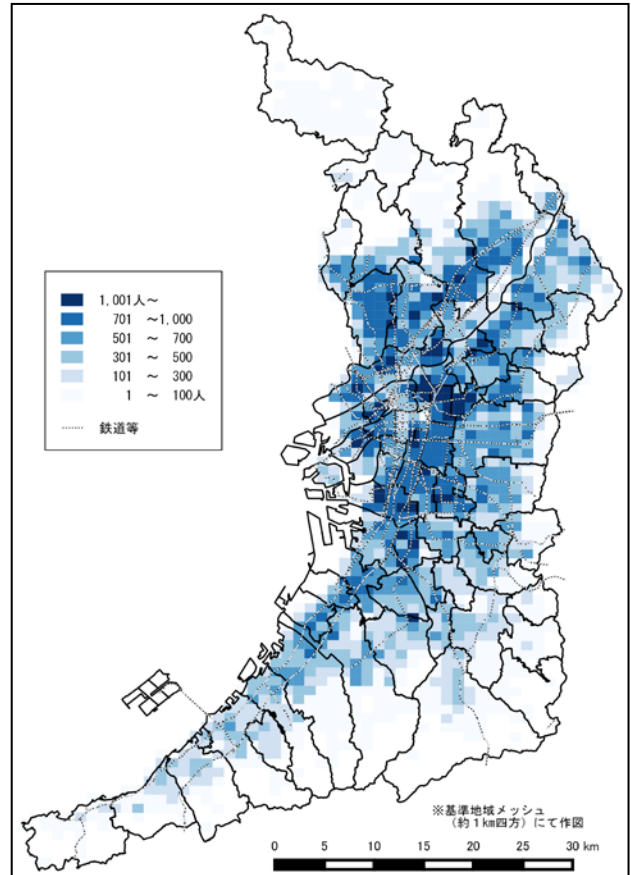 1,001人～
701 ～1,000
501 ～ 700
301 ～ 500
101 ～ 300
1 ～ 100人
鉄道等
※基準地域メッシュ
（約１km四方）にて作図
0 5 10 15 20 25 30 km